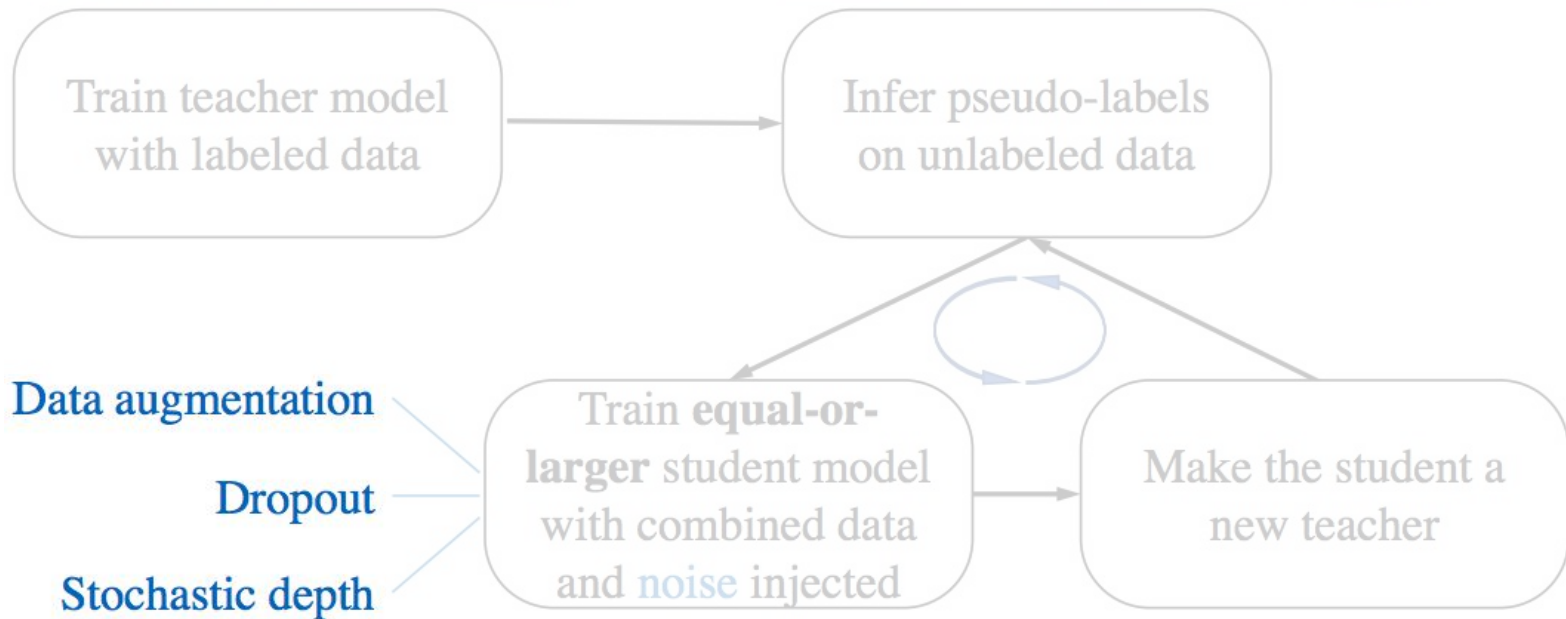 Train teacher model
with labeled data
Infer pseudo-labels
on unlabeled data
Data augmentation
Dropout
Stochastic depth
Train equal-or-
larger student model
with combined data
and noise injected
Make the student a
new teacher